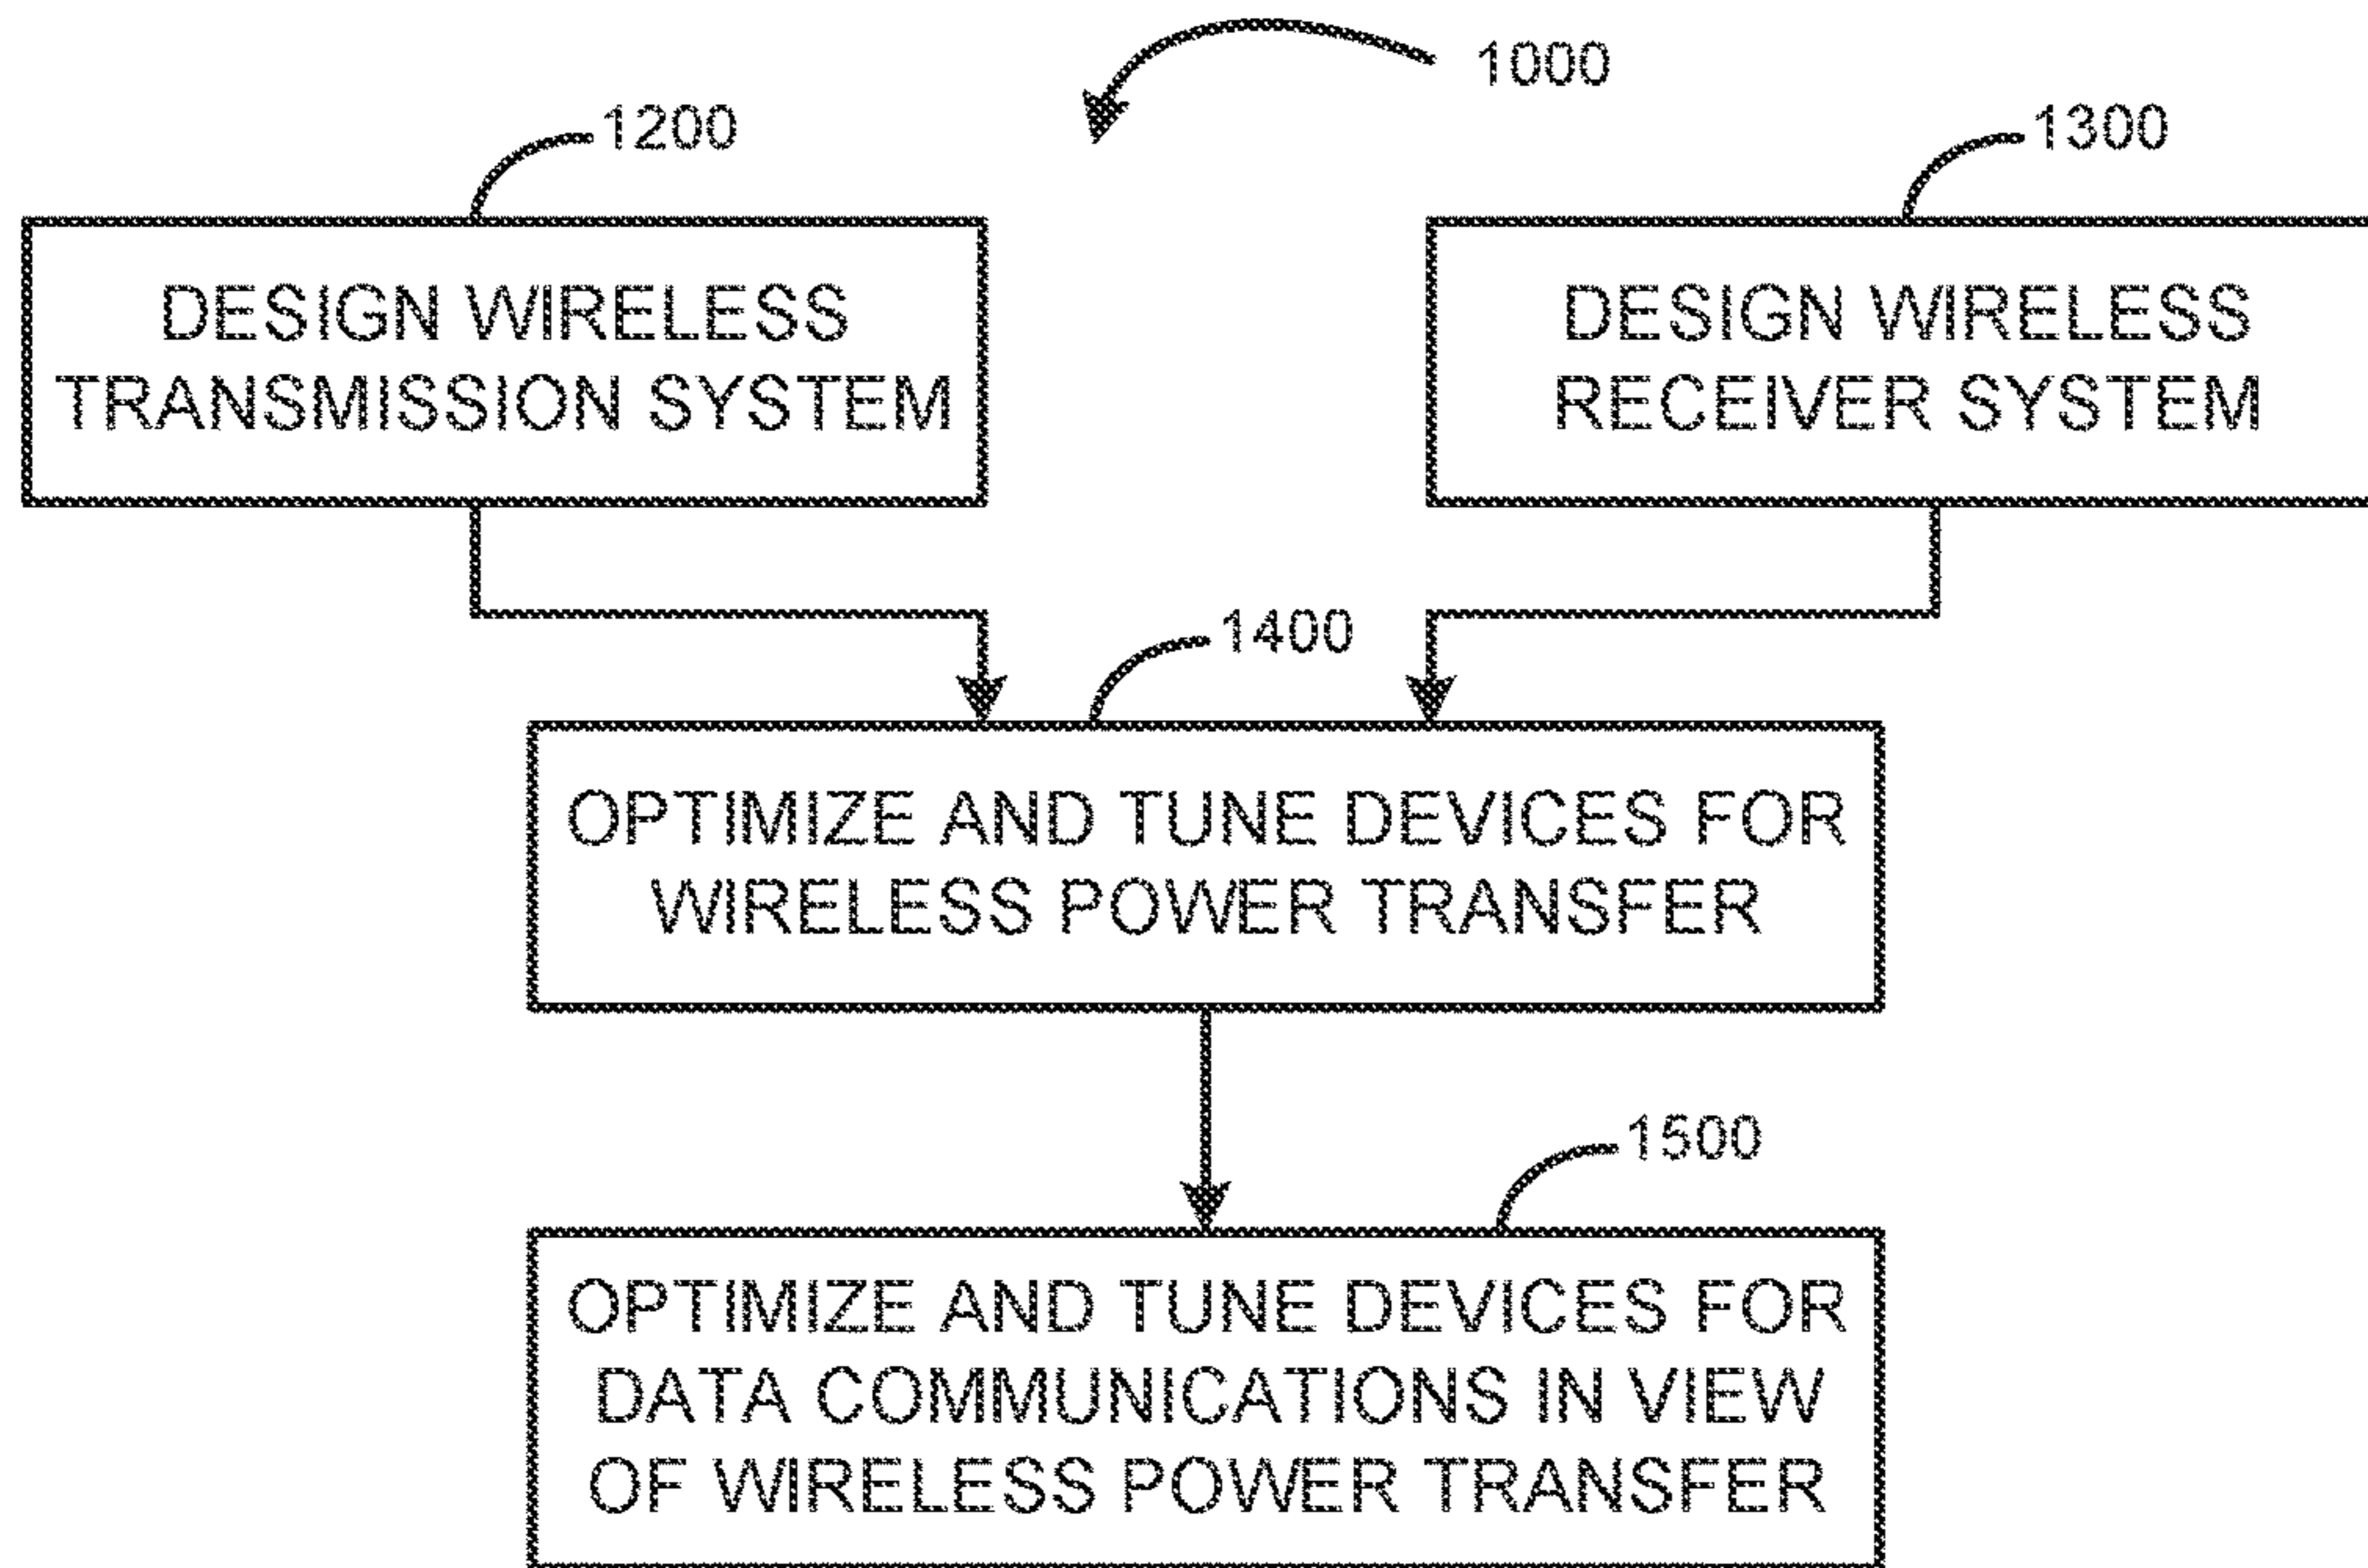 1000
1200
1300
DESIGN WIRELESS
TRANSMISSION SYSTEM
DESIGN WIRELESS
RECEIVER SYSTEM
1400
OPTIMIZE AND TUNE DEVICES FOR
WIRELESS POWER TRANSFER
1500
OPTIMIZE AND TUNE DEVICES FOR
DATA COMMUNICATIONS IN VIEW
OF WIRELESS POWER TRANSFER